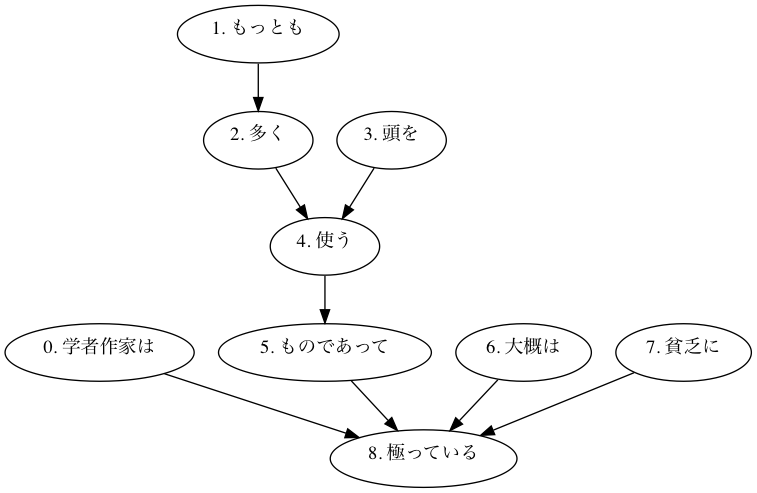 1. もっとも
2. 多く
3. 頭を
4. 使う
0. 学者作家は
5. ものであって
6. 大概は
7. 貧乏に
8. 極っている